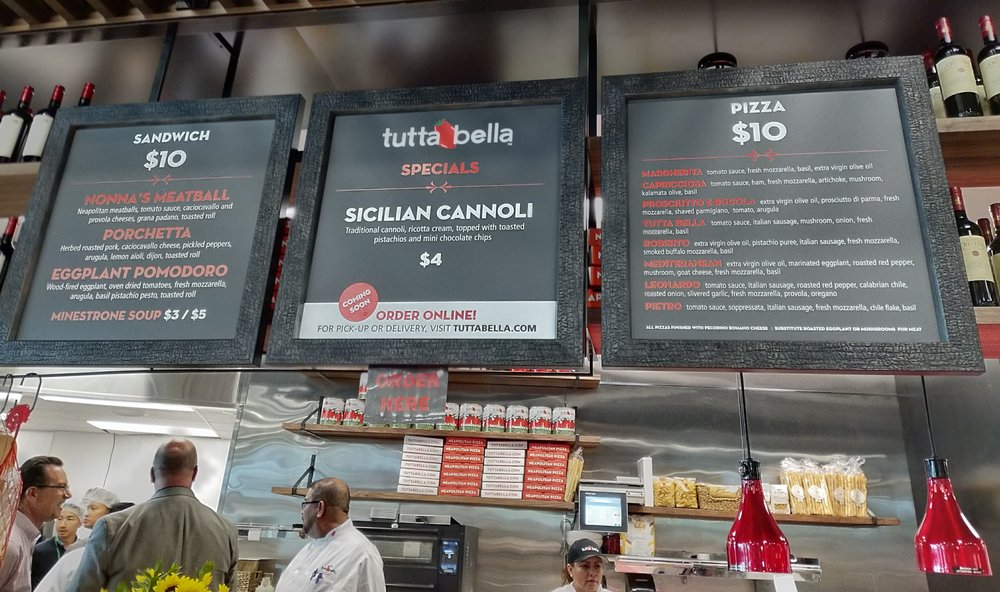 SANDWICH
$10
NONNA'S MEATBALL
Neapolitan meatballs, tomato sauce, caciocavallo and
provola cheeses, grana padano, toasted roll
PORCHETTA
Herbed roasted pork, caciocavallo cheese, pickled peppers,
arugula, lemon aioli, dijon, toasted roll
EGGPLANT POMODORO
Wood-fired eggplant, oven dried tomatoes, fresh mozzarella,
arugula, basil pistachio pesto, toasted roll
MINESTRONE SOUP $3 / $5
tutta bella
SPECIALS
SICILIAN CANNOLI
Traditional cannoli, ricotta cream, topped with toasted
pistachios and mini chocolate chips
$4
COMING
SOON
ORDER ONLINE!
FOR PICK-UP OR DELIVERY, VISIT TUTTABELLA.COM
PIZZA
$10
MARGHERITA tomato sauce, fresh mozzarella, basil, extra virgin olive oil
CAPRICCIOSA tomato sauce, ham, fresh mozzarella, artichoke, mushroom,
kalamata olive, basil
PROSCIUTTO E RUCOLA extra virgin olive oil, prosciutto di parma, fresh
mozzarella, shaved parmigiano, tomato, arugula
TUTTA BELLA tomato sauce, italian sausage, mushroom, onion, fresh
mozzarella, basil
ROBERTO extra virgin olive oil, pistachio puree, italian sausage, fresh mozzarella,
smoked buffalo mozzarella, basil
MEDITERRANEAN extra virgin olive oil, marinated eggplant, roasted red pepper,
mushroom, goat cheese, fresh mozzarella, basil
LEONARDO tomato sauce, italian sausage, roasted red pepper, calabrian chile,
roasted onion, slivered garlic, fresh mozzarella, provola, oregano
PIETRO tomato sauce, soppressata, italian sausage, fresh mozzarella, chile flake, basil
ALL PIZZAS FINISHED WITH PECORINO ROMANO CHEESE | SUBSTITUTE ROASTED EGGPLANT OR MUSHROOMS FOR MEAT
ORDER
HERE
TUTTABELLA.COM
NEAPOLITAN PIZZA